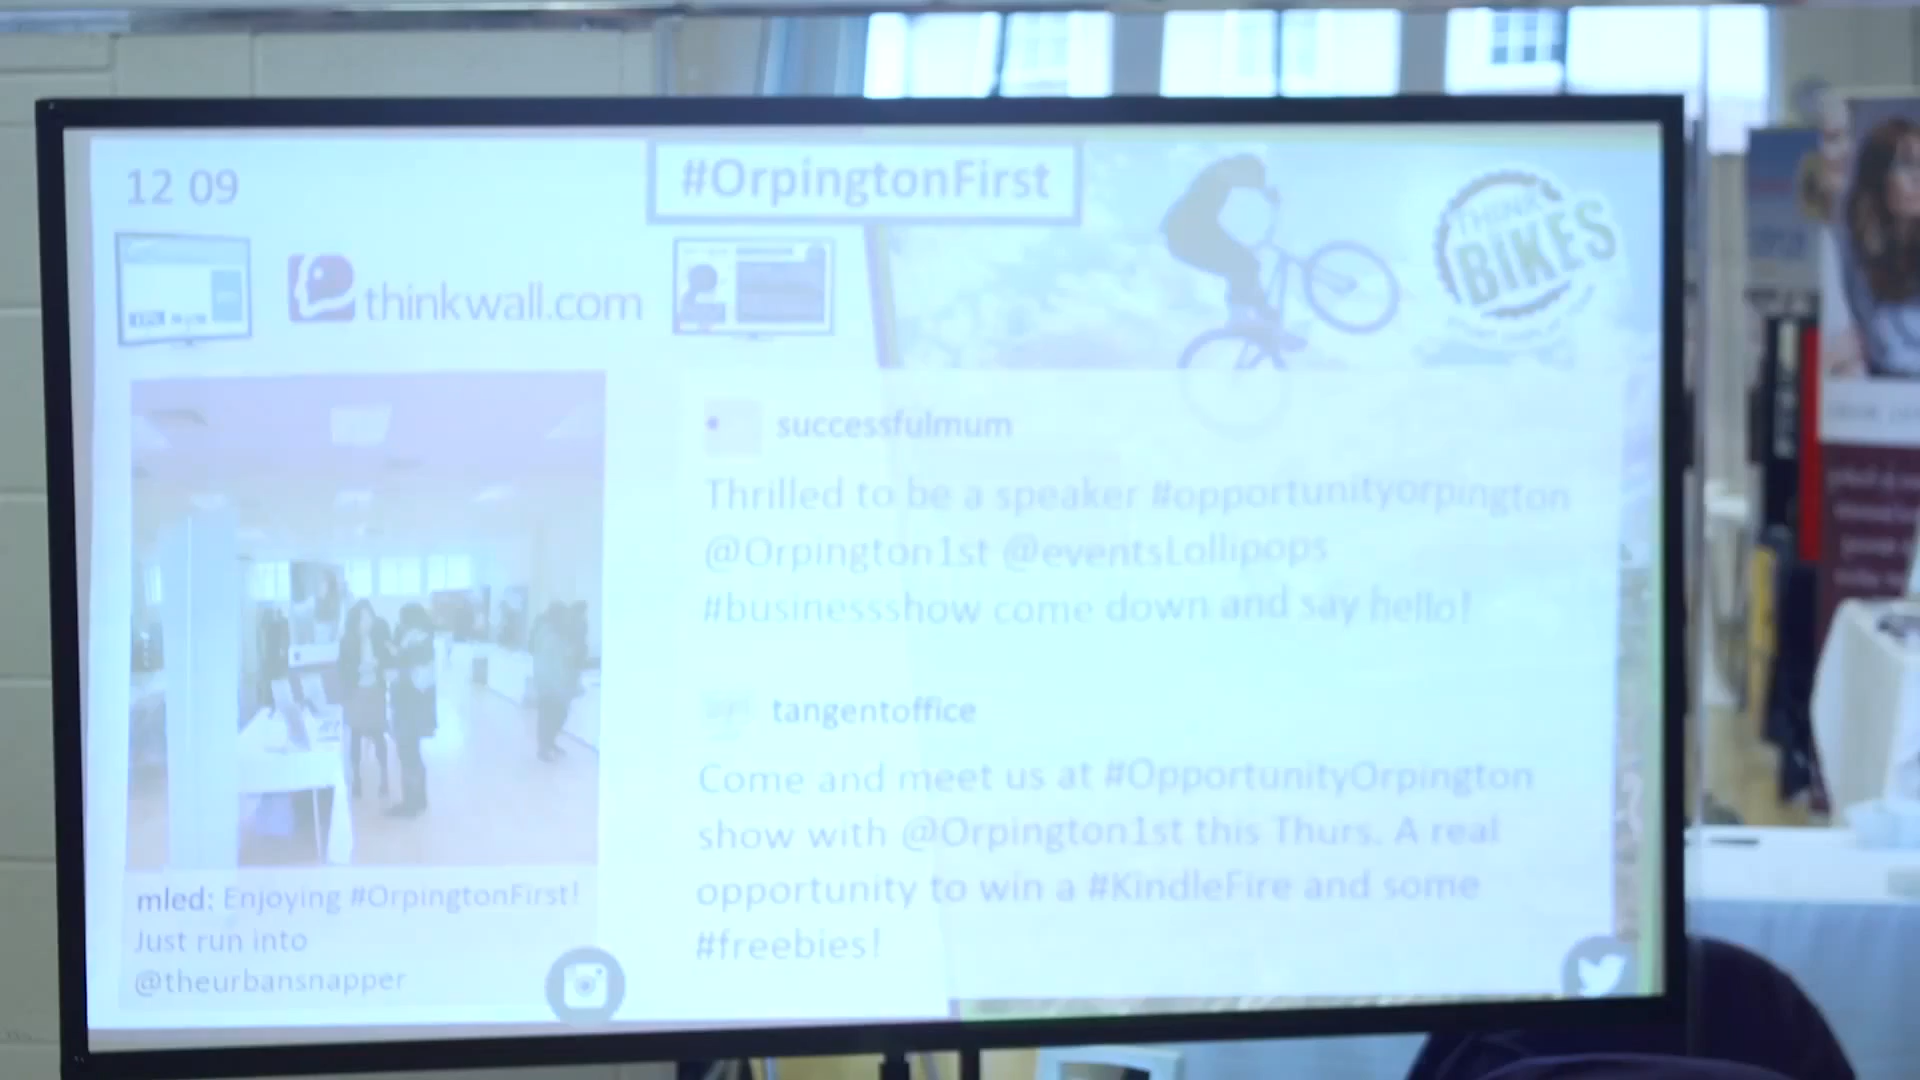 12 09
#OrpingtonFirst
THINK
BIKES
thinkwall.com
successfulmum
Thrilled to be a speaker #opportunityorpington
@Orpington1st @eventsLollipops
#businessshow come down and say hello!
tangentoffice
Come and meet us at #OpportunityOrpington
show with @Orpington1st this Thurs. A real
opportunity to win a #KindleFire and some
#freebies!
mled: Enjoying #OrpingtonFirst!
Just run into
@theurbansnapper